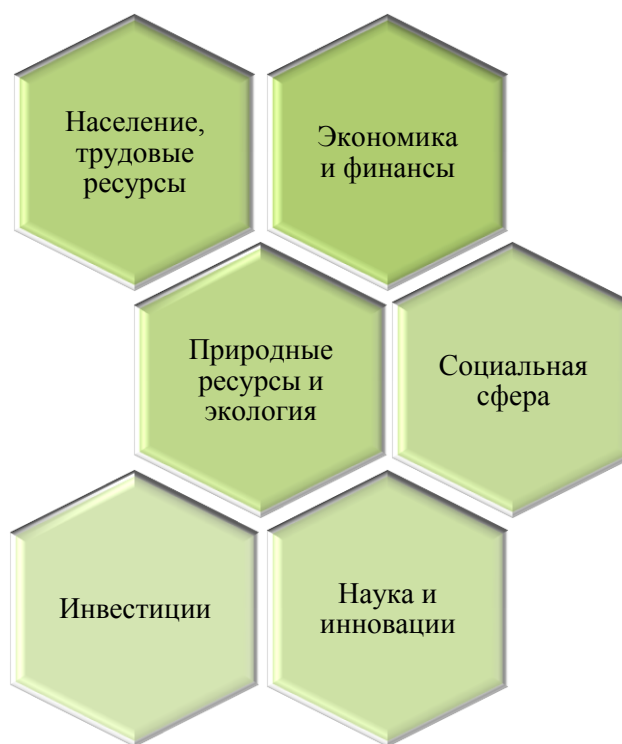 Население,
трудовые
ресурсы
Экономика
и финансы
Природные
ресурсы и
экология
Социальная
сфера
Инвестиции
Наука и
инновации